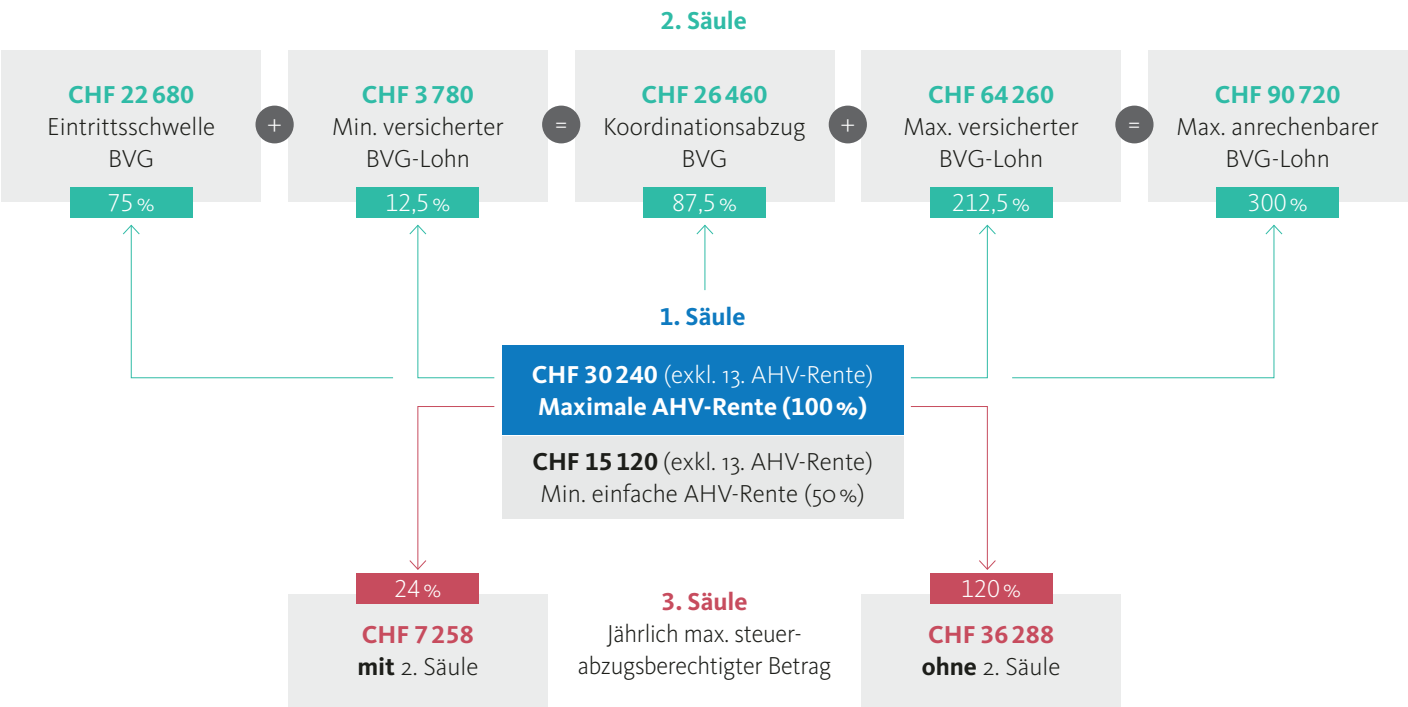 2. Säule
CHF 22 680
Eintrittsschwelle
BVG
75 %
+
CHF 3 780
Min. versicherter
BVG-Lohn
12,5 %
=
CHF 26 460
Koordinationsabzug
BVG
87,5 %
+
CHF 64 260
Max. versicherter
BVG-Lohn
212,5 %
=
CHF 90 720
Max. anrechenbarer
BVG-Lohn
300 %
1. Säule
CHF 30 240 (exkl. 13. AHV-Rente)
Maximale AHV-Rente (100 %)
CHF 15 120 (exkl. 13. AHV-Rente)
Min. einfache AHV-Rente (50 %)
24 %
CHF 7 258
mit 2. Säule
3. Säule
Jährlich max. steuer-
abzugsberechtigter Betrag
120 %
CHF 36 288
ohne 2. Säule